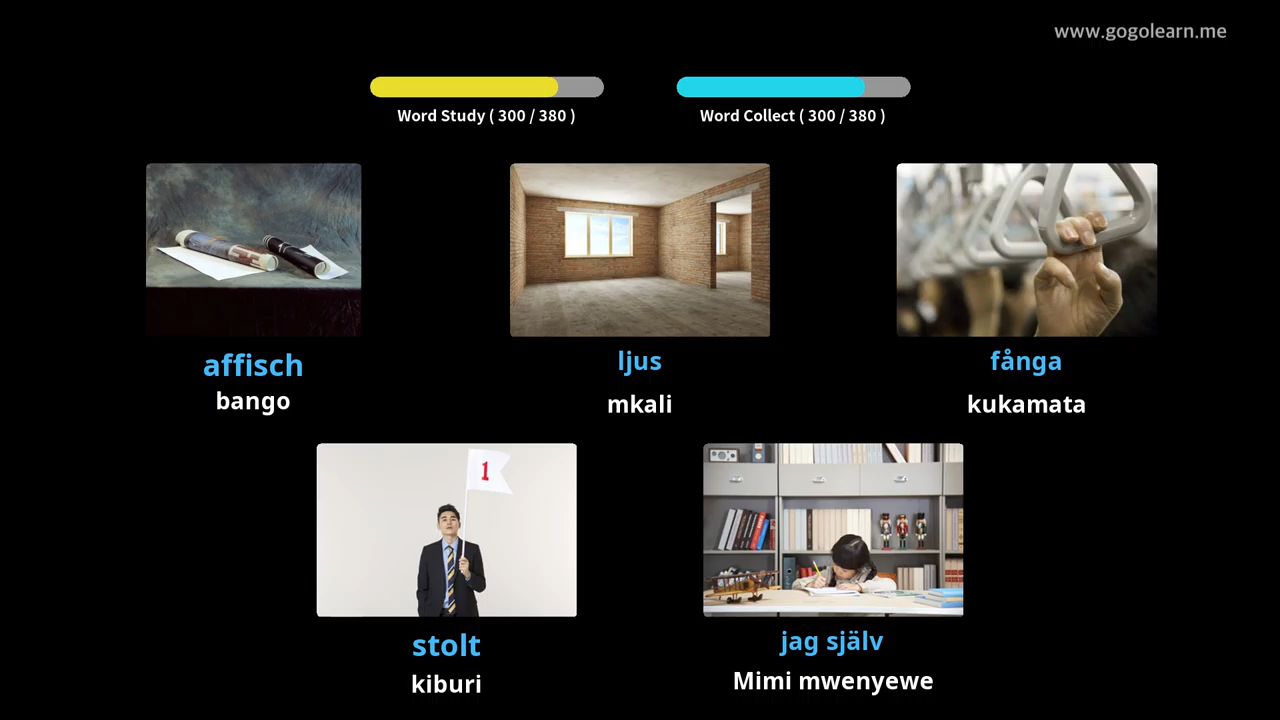 www.gogolearn.me
Word Study ( 300 / 380 )
Word Collect ( 300 / 380 )
affisch
bango
ljus
mkali
fånga
kukamata
1
stolt
kiburi
jag själv
Mimi mwenyewe